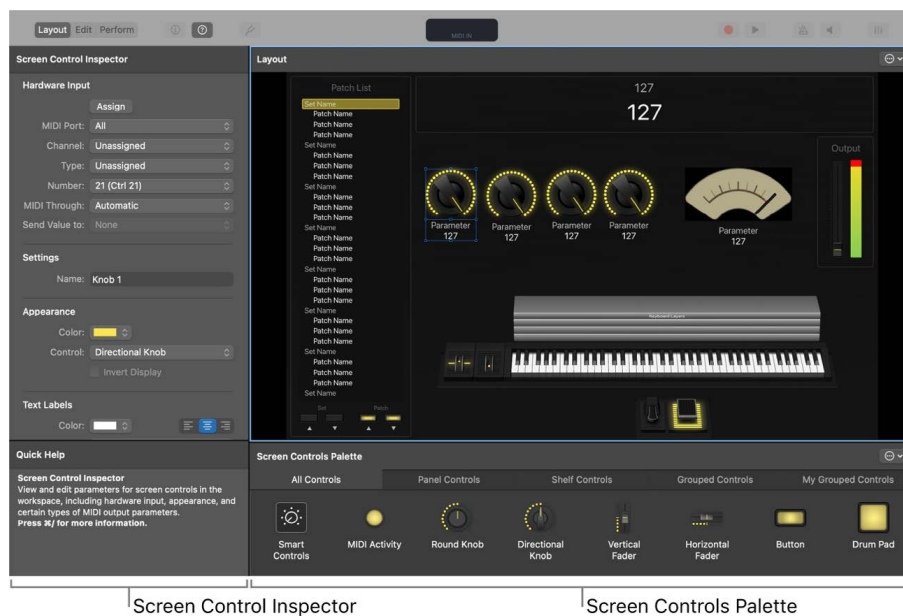 Layout Edit Perform
MIDI IN
Screen Control Inspector
Hardware Input
Assign
MIDI Port: All
Channel: Unassigned
Type: Unassigned
Number: 21 (Ctrl 21)
MIDI Through: Automatic
Send Value to: None
Settings
Name: Knob 1
Appearance
Color:
Control: Directional Knob
Invert Display
Text Labels
Color:
Quick Help
Screen Control Inspector
View and edit parameters for screen controls in the
workspace, including hardware input, appearance, and
certain types of MIDI output parameters.
Press ⌘/ for more information.
Layout
Patch List
Set Name
Patch Name
Patch Name
Patch Name
Set Name
Patch Name
Patch Name
Patch Name
Set Name
Patch Name
Patch Name
Patch Name
Set Name
Patch Name
Patch Name
Patch Name
Set Name
Patch Name
Patch Name
Patch Name
Set Name
Patch Name
Patch Name
Patch Name
Set Name
Patch Name
Patch Name
Patch Name
Set Name
Set Patch
127
127
Output
Parameter
127
Parameter
127
Parameter
127
Parameter
127
Parameter
127
Keyboard Layers
Screen Controls Palette
All Controls Panel Controls Shelf Controls Grouped Controls My Grouped Controls
Smart
Controls
MIDI Activity
Round Knob
Directional
Knob
Vertical
Fader
Horizontal
Fader
Button
Drum Pad
Screen Control Inspector
Screen Controls Palette